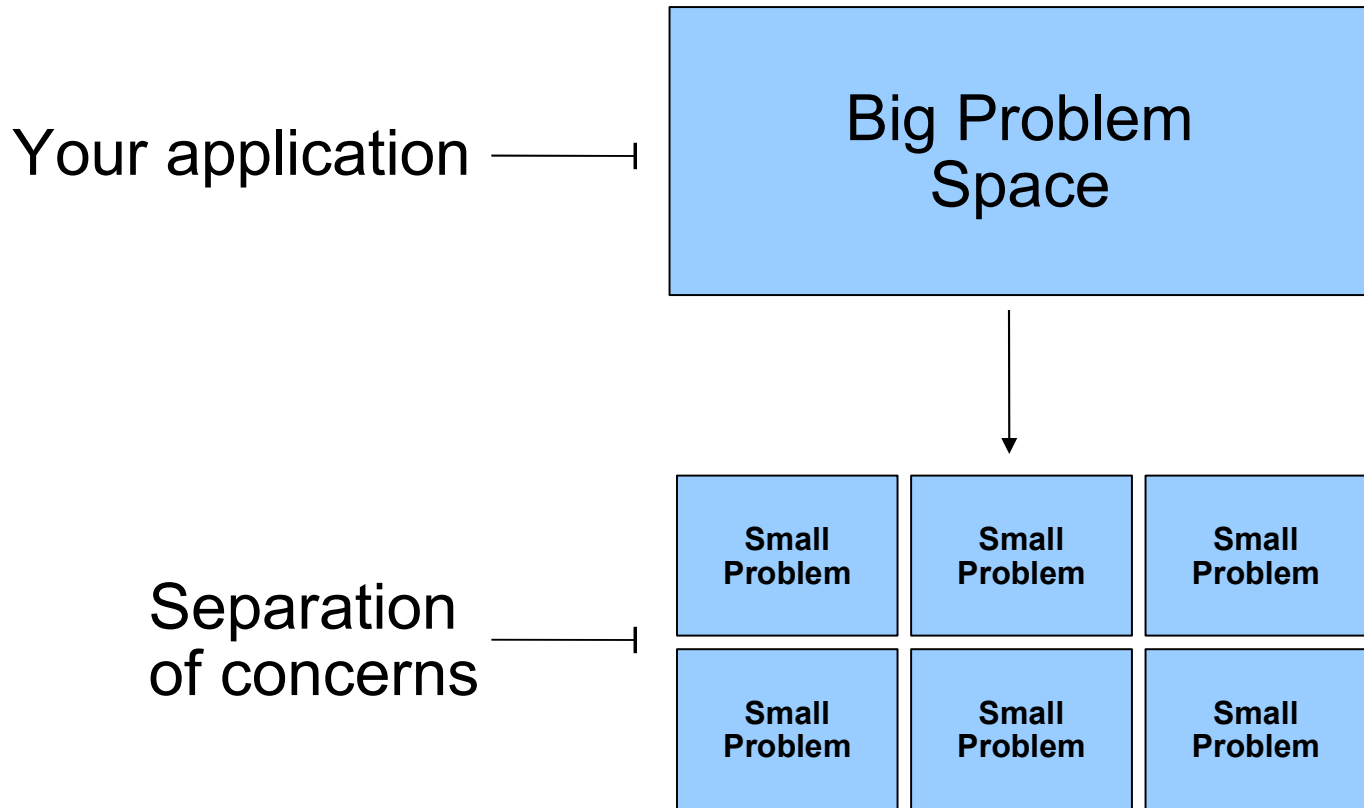 Your application
Big Problem
Space
Separation
of concerns
Small
Problem
Small
Problem
Small
Problem
Small
Problem
Small
Problem
Small
Problem